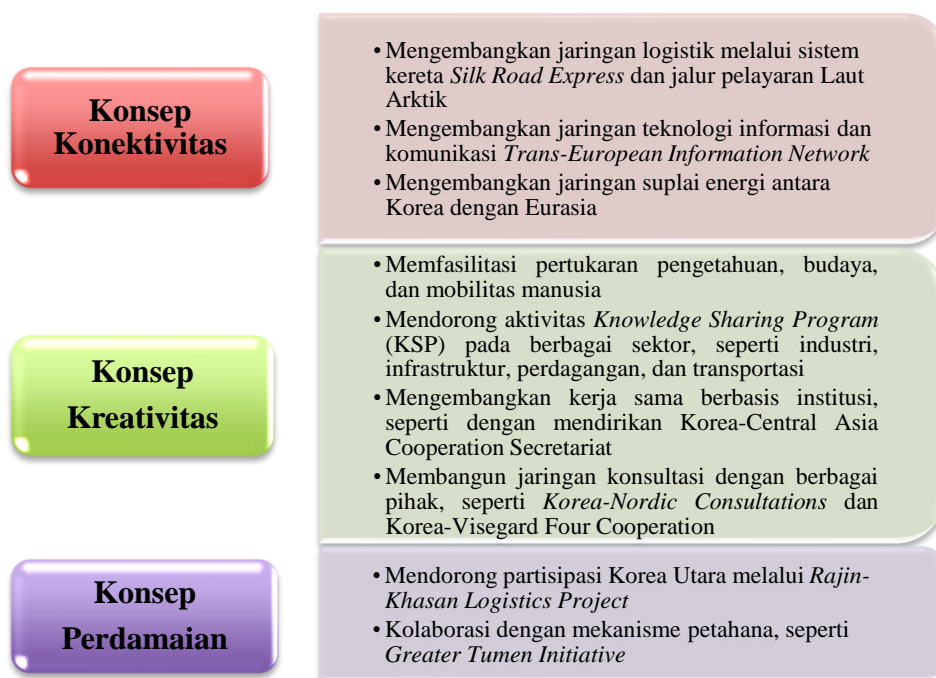 Konsep
Konektivitas
• Mengembangkan jaringan logistik melalui sistem
kereta Silk Road Express dan jalur pelayaran Laut
Arktik
• Mengembangkan jaringan teknologi informasi dan
komunikasi Trans-European Information Network
• Mengembangkan jaringan suplai energi antara
Korea dengan Eurasia
Konsep
Kreativitas
• Memfasilitasi pertukaran pengetahuan, budaya,
dan mobilitas manusia
• Mendorong aktivitas Knowledge Sharing Program
(KSP) pada berbagai sektor, seperti industri,
infrastruktur, perdagangan, dan transportasi
• Mengembangkan kerja sama berbasis institusi,
seperti dengan mendirikan Korea-Central Asia
Cooperation Secretariat
• Membangun jaringan konsultasi dengan berbagai
pihak, seperti Korea-Nordic Consultations dan
Korea-Visegard Four Cooperation
Konsep
Perdamaian
• Mendorong partisipasi Korea Utara melalui Rajin-
Khasan Logistics Project
• Kolaborasi dengan mekanisme petahana, seperti
Greater Tumen Initiative